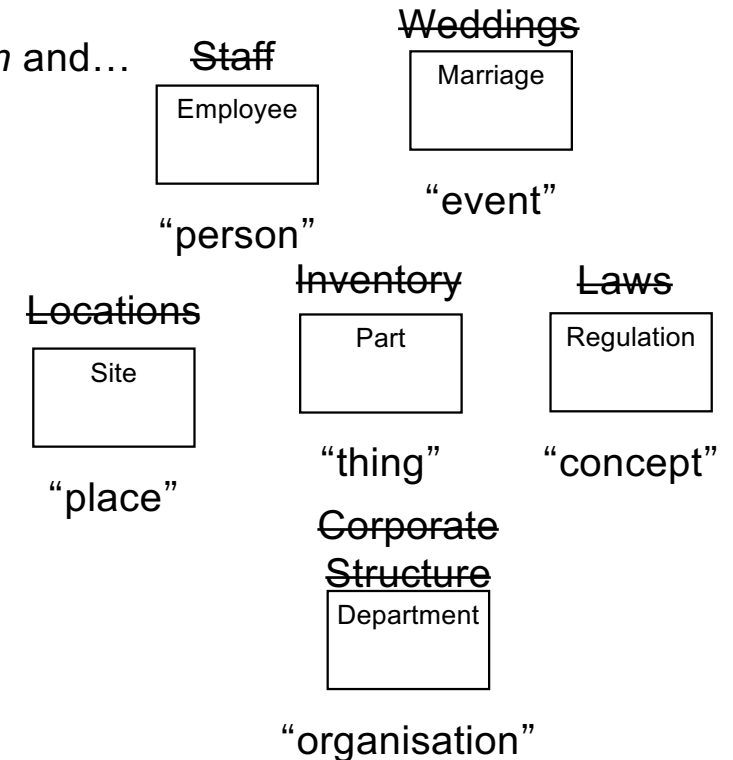 and…
Staff
Employee
“person”
Weddings
Marriage
“event”
Locations
Site
“place”
Inventory
Part
“thing”
Laws
Regulation
“concept”
Corporate
Structure
Department
“organisation”